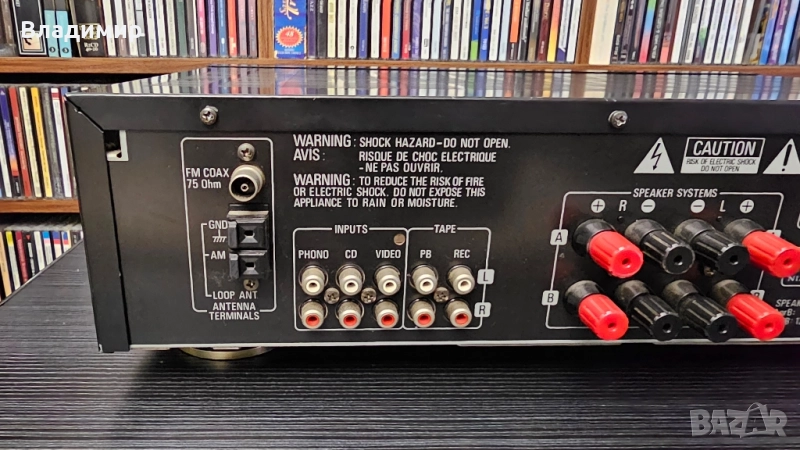 Владимир
WARNING: SHOCK HAZARD-DO NOT OPEN.
AVIS: RISQUE DE CHOC ELECTRIQUE
-NE PAS OUVRIR.
WARNING: TO REDUCE THE RISK OF FIRE
OR ELECTRIC SHOCK. DO NOT EXPOSE THIS
APPLIANCE TO RAIN OR MOISTURE.
FM COAX
75 Ohm
GND
AM
LOOP ANT
ANTENNA
TERMINALS
INPUTS
TAPE
PHONO CD VIDEO PB REC
L
R
CAUTION
RISK OF ELECTRIC SHOCK
DO NOT OPEN
SPEAKER SYSTEMS
+ R - - L +
A
B
BAZAR